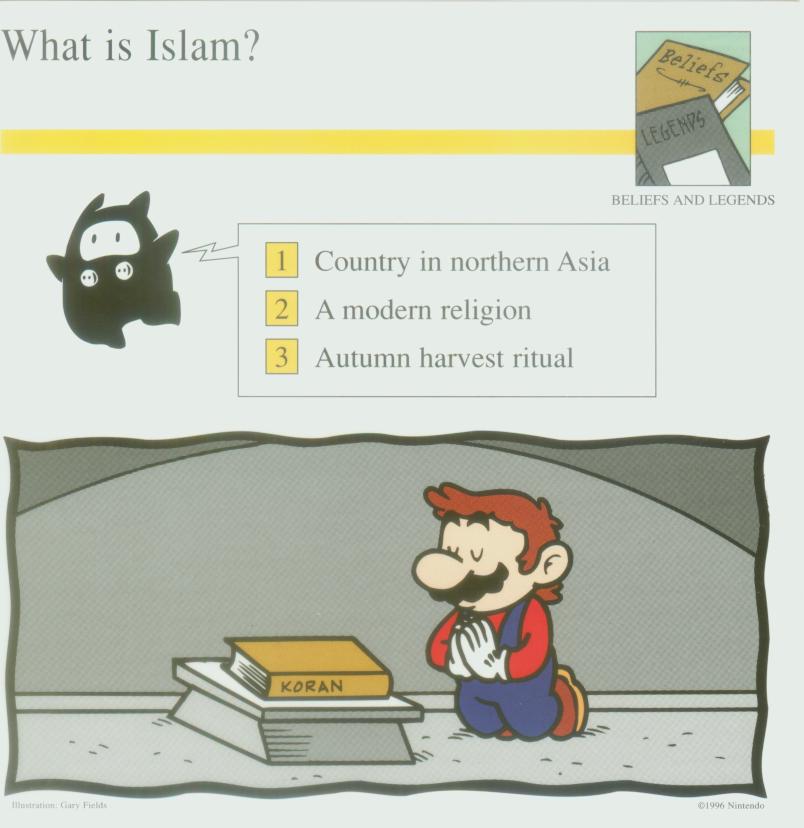 What is Islam?
Beliefs
LEGENDS
BELIEFS AND LEGENDS
1 Country in northern Asia
2 A modern religion
3 Autumn harvest ritual
KORAN
Illustration: Gary Fields
©1996 Nintendo